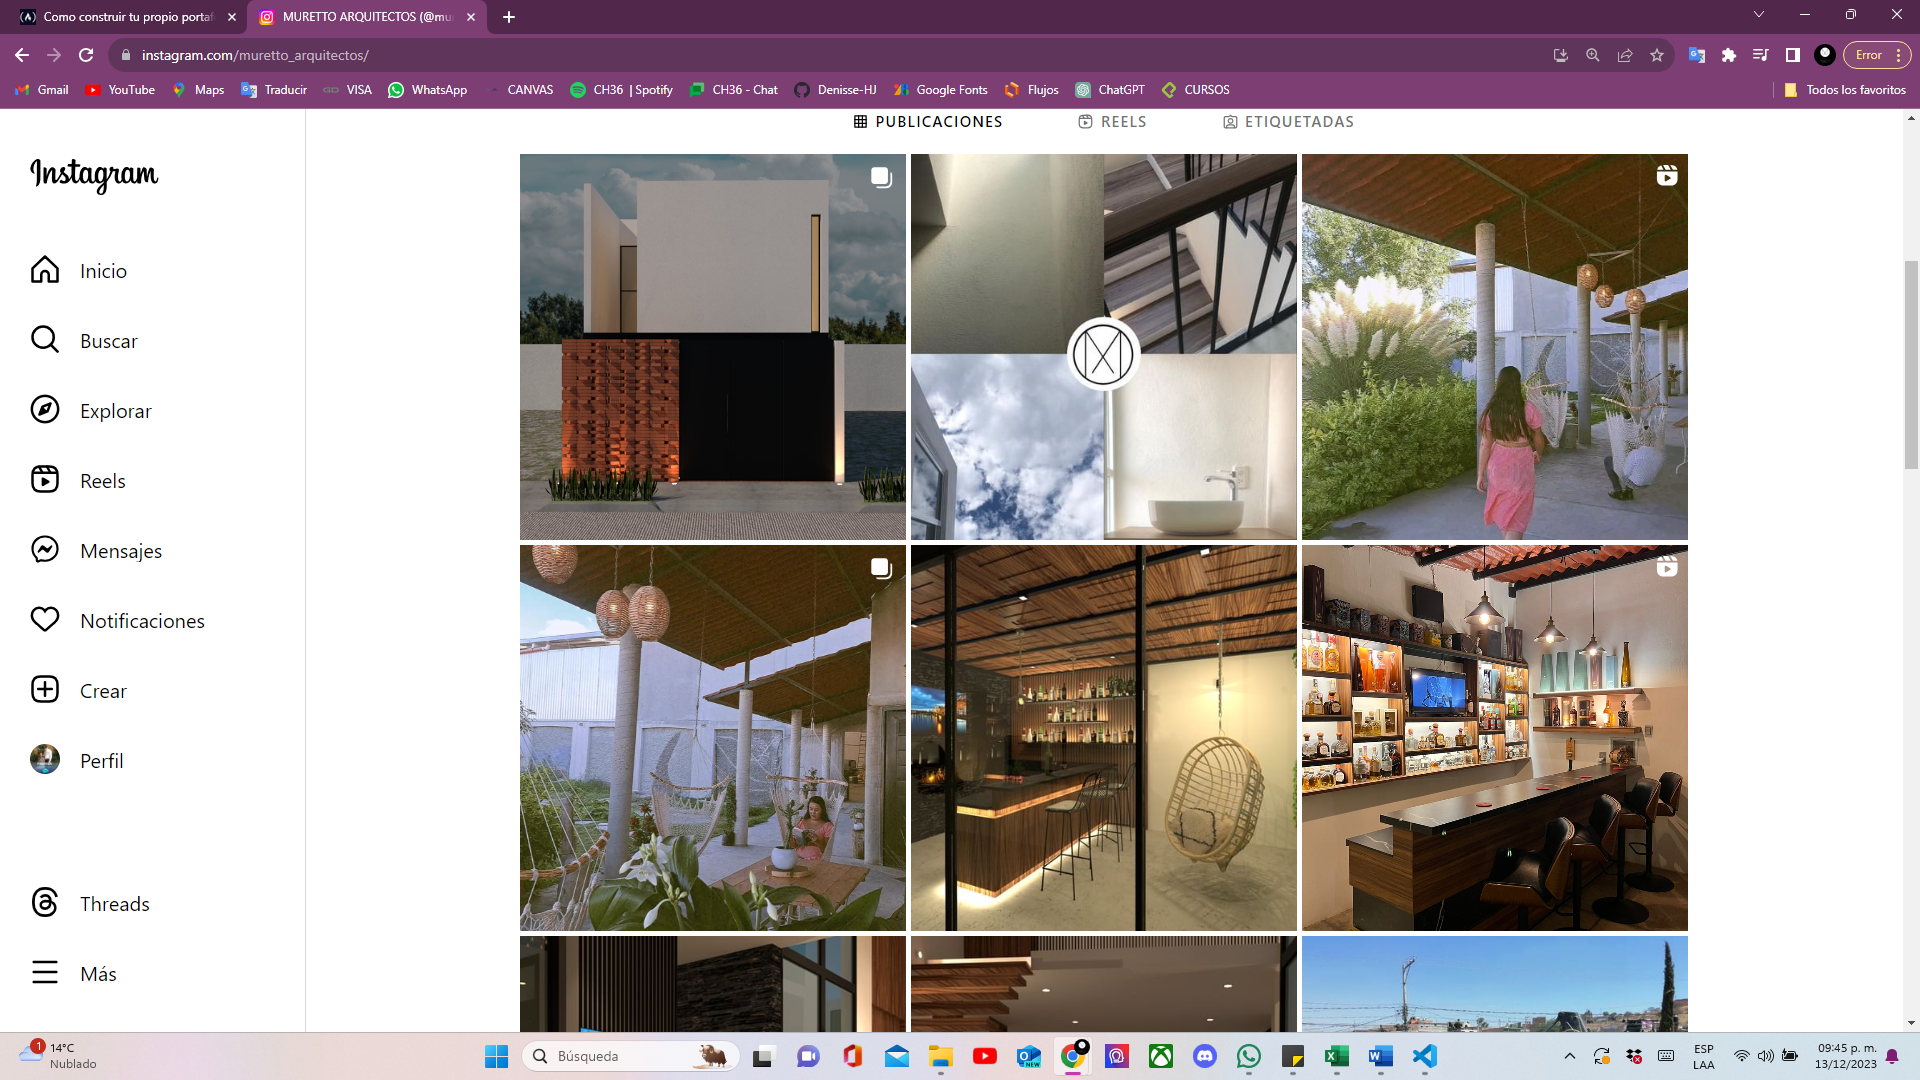 Como construir tu propio portaf
MURETTO ARQUITECTOS (@mu
instagram.com/muretto_arquitectos/
Error
Gmail
YouTube
Maps
Traducir
VISA
WhatsApp
CANVAS
CH36 | Spotify
CH36 - Chat
Denisse-HJ
Google Fonts
Flujos
ChatGPT
CURSOS
Todos los favoritos
PUBLICACIONES
REELS
ETIQUETADAS
Instagram
Inicio
Buscar
Explorar
Reels
Mensajes
Notificaciones
Crear
Perfil
Threads
Más
1
14°C
Nublado
Búsqueda
NEW
ESP
LAA
09:45 p. m.
13/12/2023